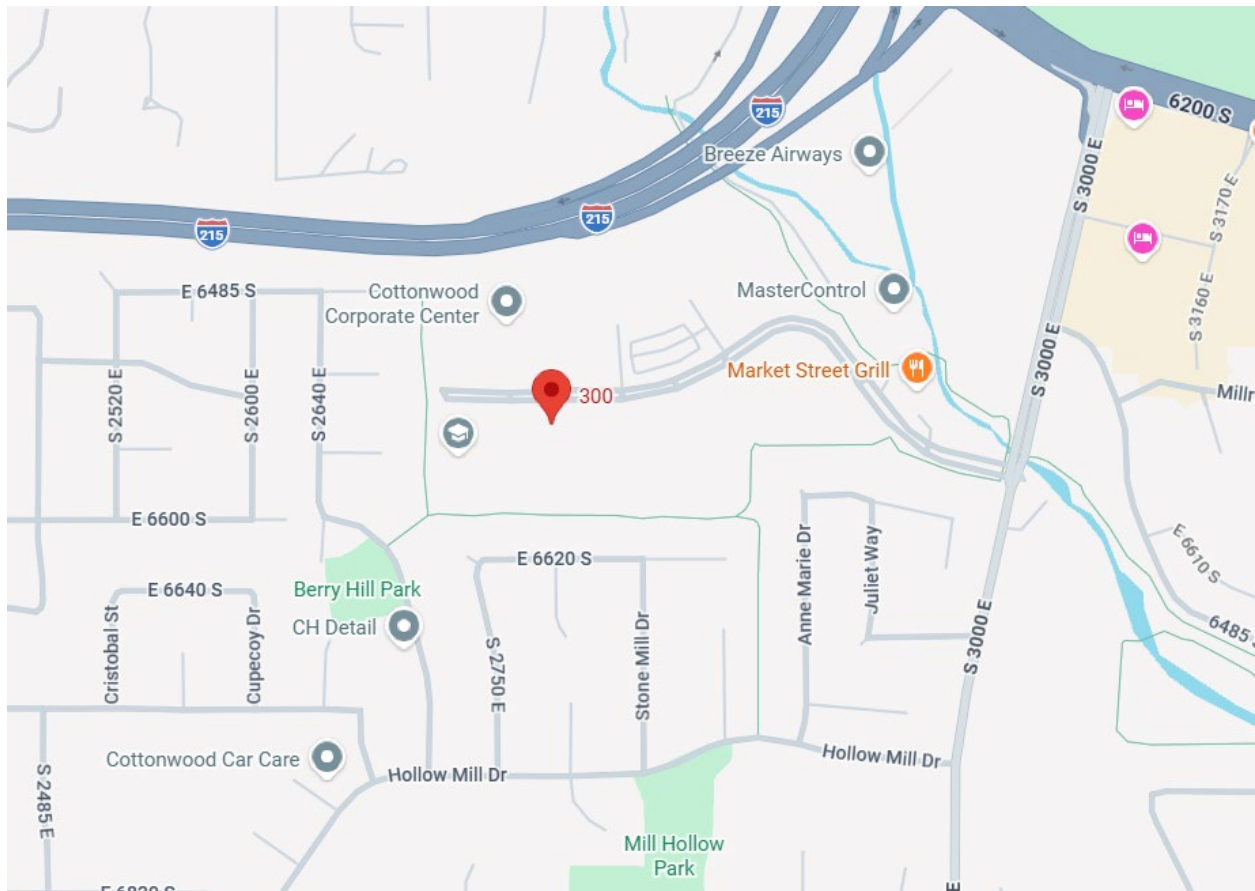 215
6200 S
Breeze Airways
S 3000 E
S 3170 E
215
215
E 6485 S
Cottonwood
Corporate Center
MasterControl
S 3160 E
S 2520 E
S 2600 E
S 2640 E
Market Street Grill
300
S 3000 E
Millr
E 6600 S
E 6620 S
Anne Marie Dr
Juliet Way
E 6610 S
E 6640 S
Berry Hill Park
CH Detail
Cristobal St
Cupecoy Dr
S 2750 E
Stone Mill Dr
S 3000 E
6485 S
Cottonwood Car Care
Hollow Mill Dr
Hollow Mill Dr
S 2485 E
Mill Hollow
Park
E